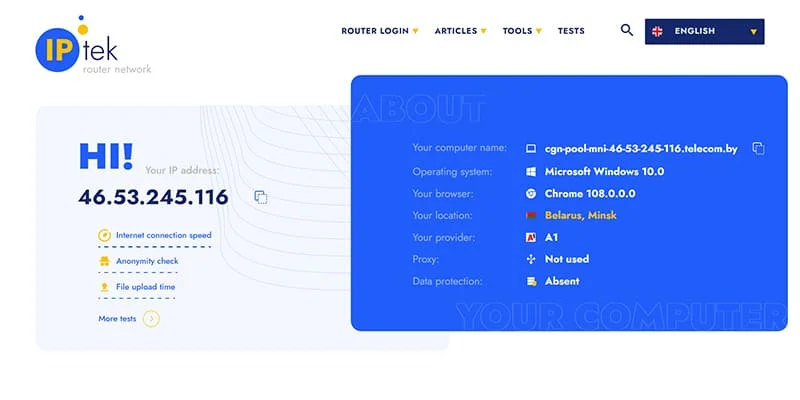 IP tek
router network
ROUTER LOGIN ARTICLES TOOLS TESTS ENGLISH
HI! Your IP address:
46.53.245.116
Internet connection speed
Anonymity check
File upload time
More tests
ABOUT
Your computer name: cgn-pool-mni-46-53-245-116.telecom.by
Operating system: Microsoft Windows 10.0
Your browser: Chrome 108.0.0.0
Your location: Belarus, Minsk
Your provider: A1
Proxy: Not used
Data protection: Absent
YOUR COMPUTER